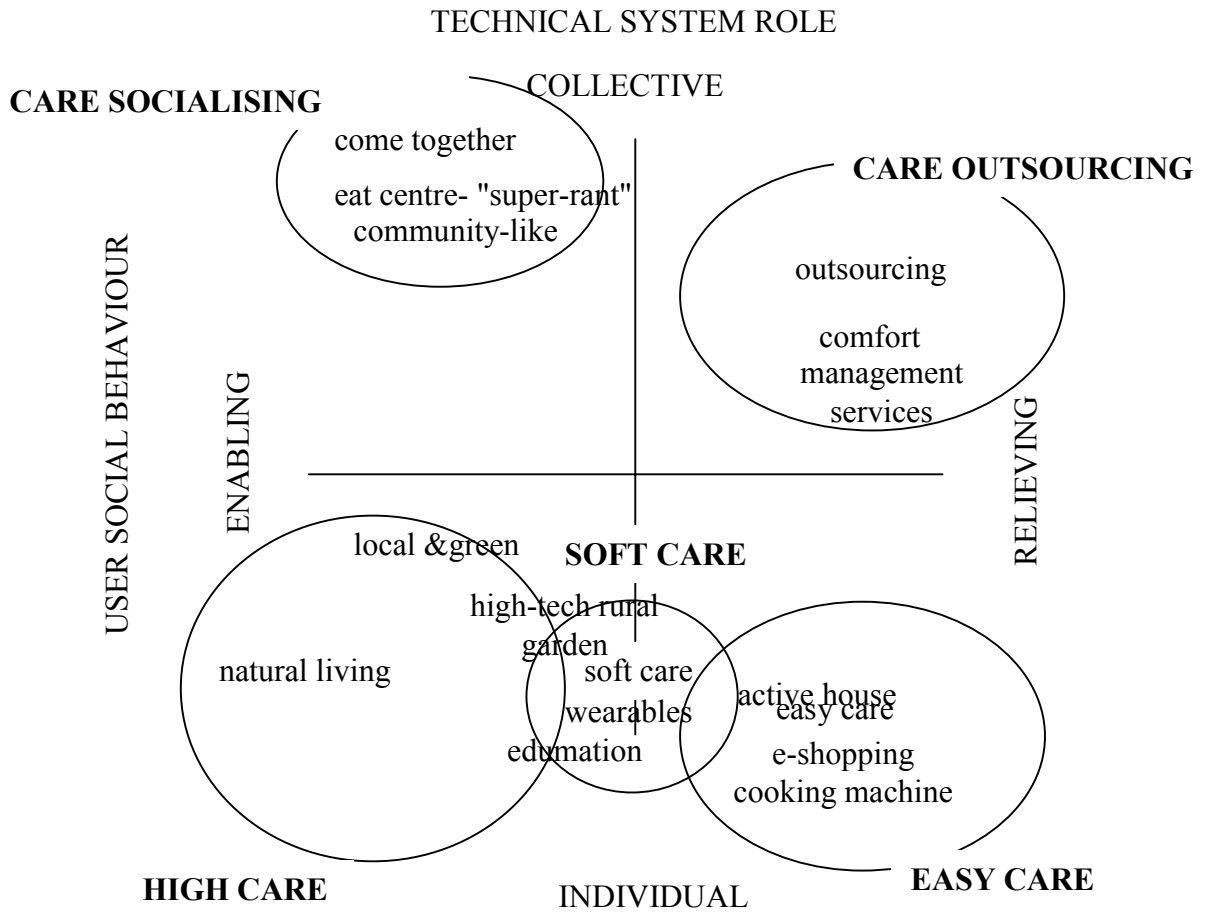 TECHNICAL SYSTEM ROLE
COLLECTIVE
CARE SOCIALISING
come together
eat centre- "super-rant"
community-like
CARE OUTSOURCING
outsourcing
comfort
management
services
USER SOCIAL BEHAVIOUR
ENABLING
RELIEVING
local &green
SOFT CARE
high-tech rural
garden
natural living
soft care
wearables
edumation
active house
easy care
e-shopping
cooking machine
HIGH CARE
INDIVIDUAL
EASY CARE